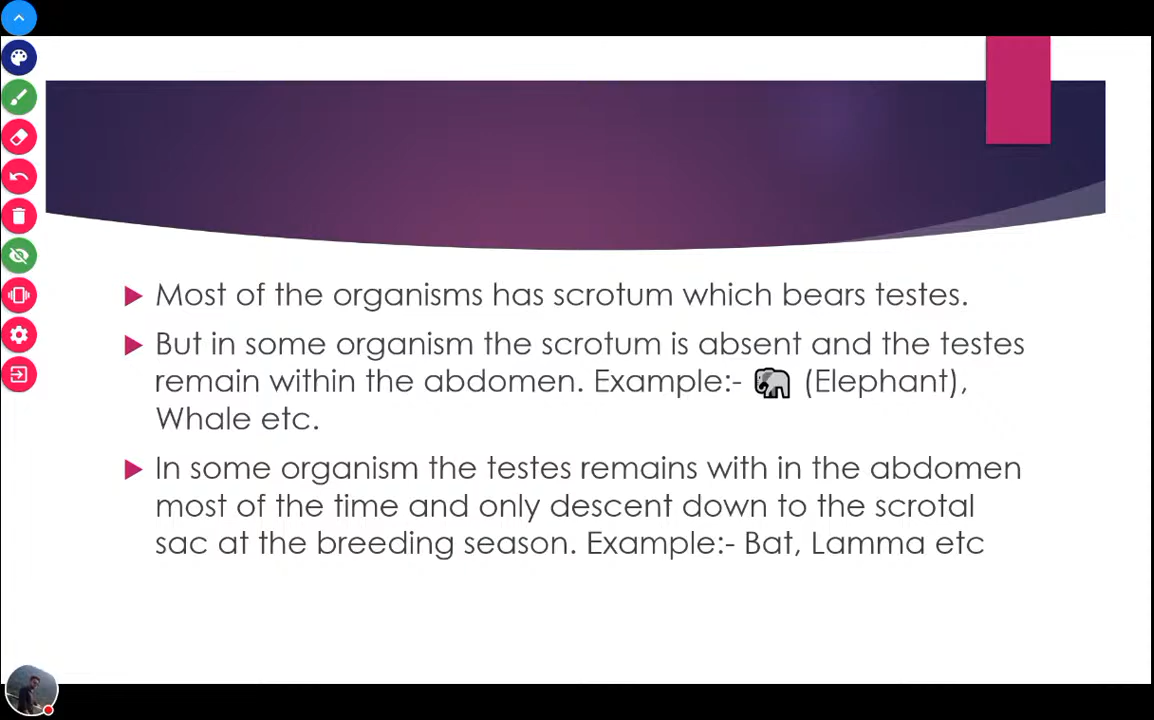 Most of the organisms has scrotum which bears testes.
But in some organism the scrotum is absent and the testes
remain within the abdomen. Example:- 🐘 (Elephant),
Whale etc.
In some organism the testes remains with in the abdomen
most of the time and only descent down to the scrotal
sac at the breeding season. Example:- Bat, Lamma etc